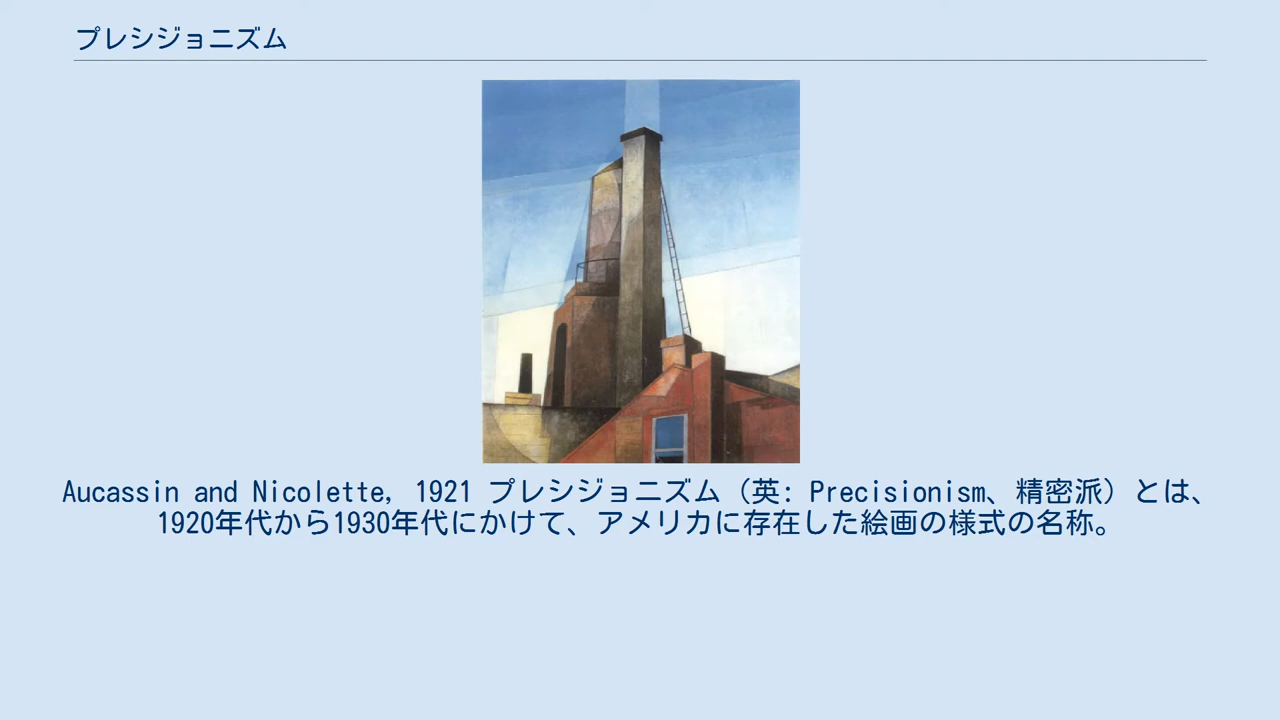 プレシジョニズム
Aucassin and Nicolette, 1921 プレシジョニズム（英: Precisionism、精密派）とは、
1920年代から1930年代にかけて、アメリカに存在した絵画の様式の名称。